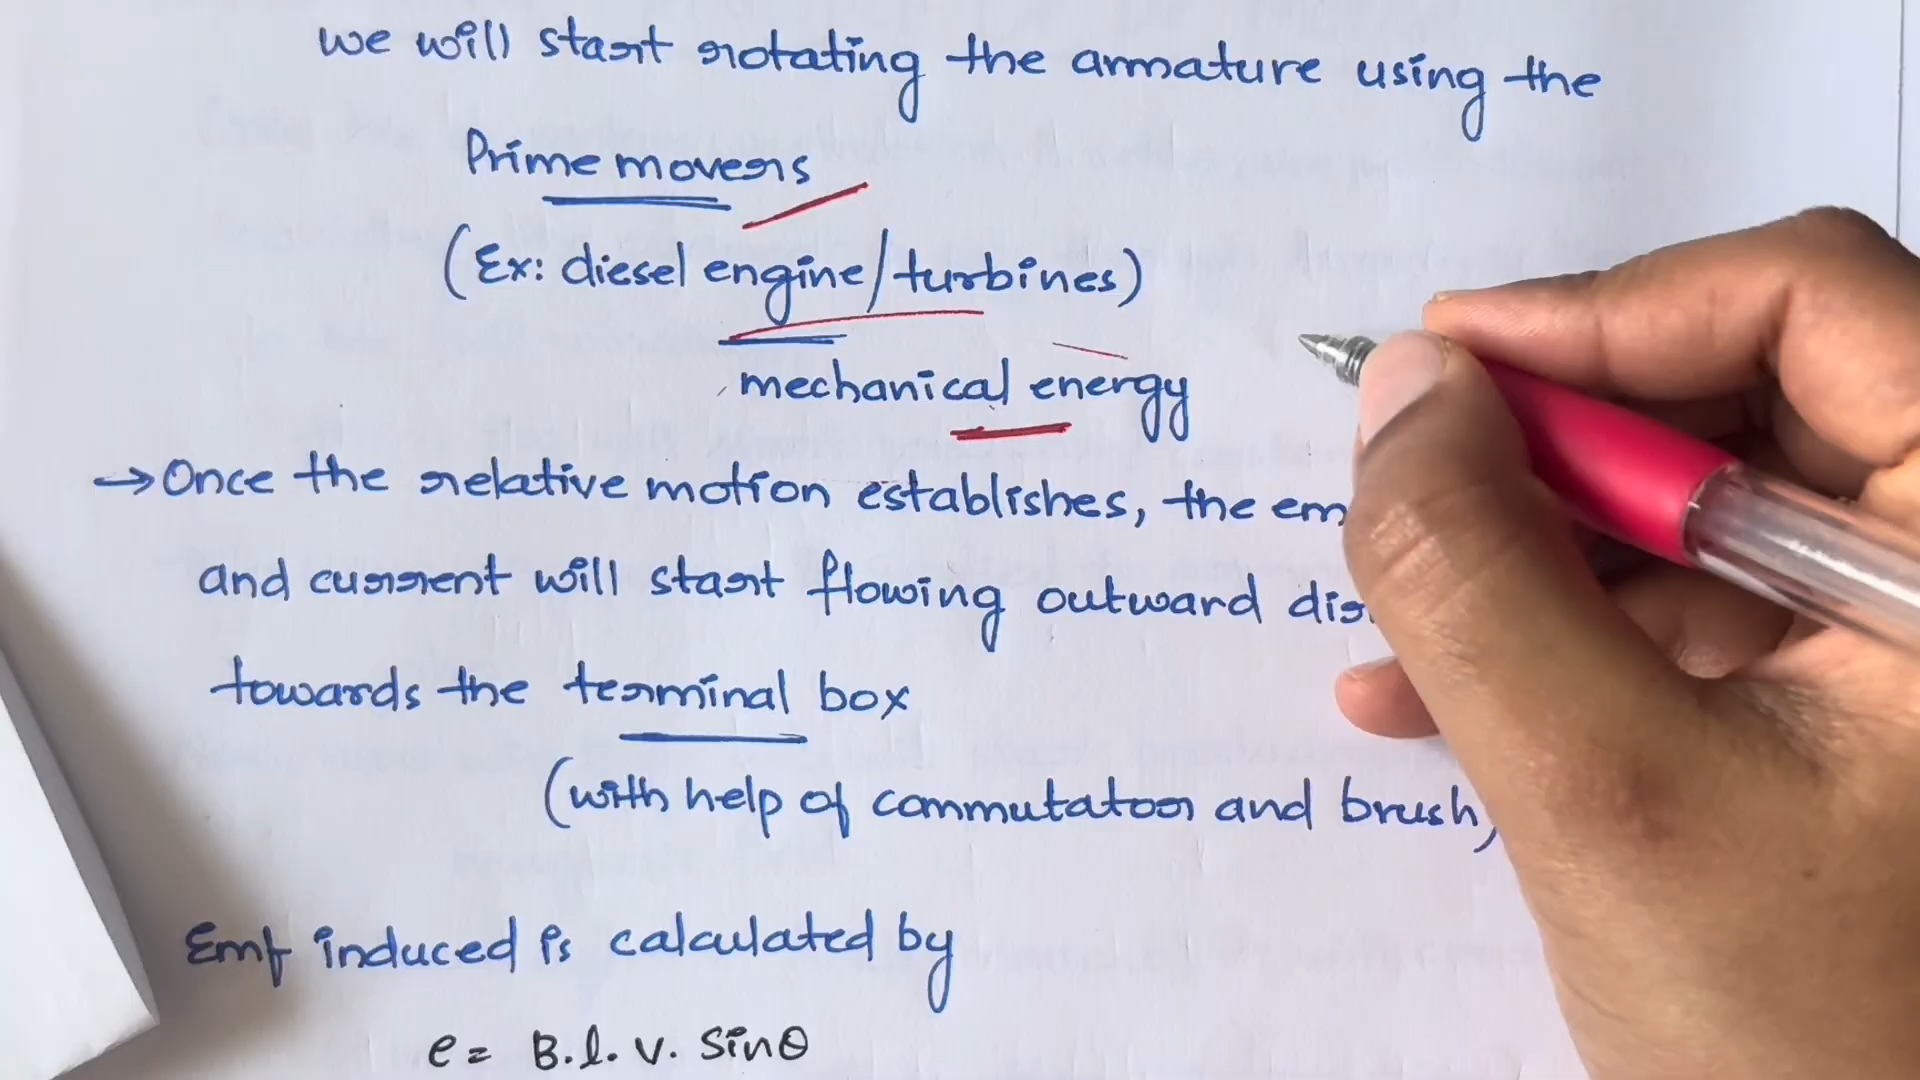 we will start rotating the armature using the
Prime movers
(Ex: diesel engine/turbines)
mechanical energy
→ Once the relative motion establishes, the em
and current will start flowing outward
towards the terminal box
(with help of commutator and brush)
Emf induced is calculated by
e = B.l.v. Sinθ